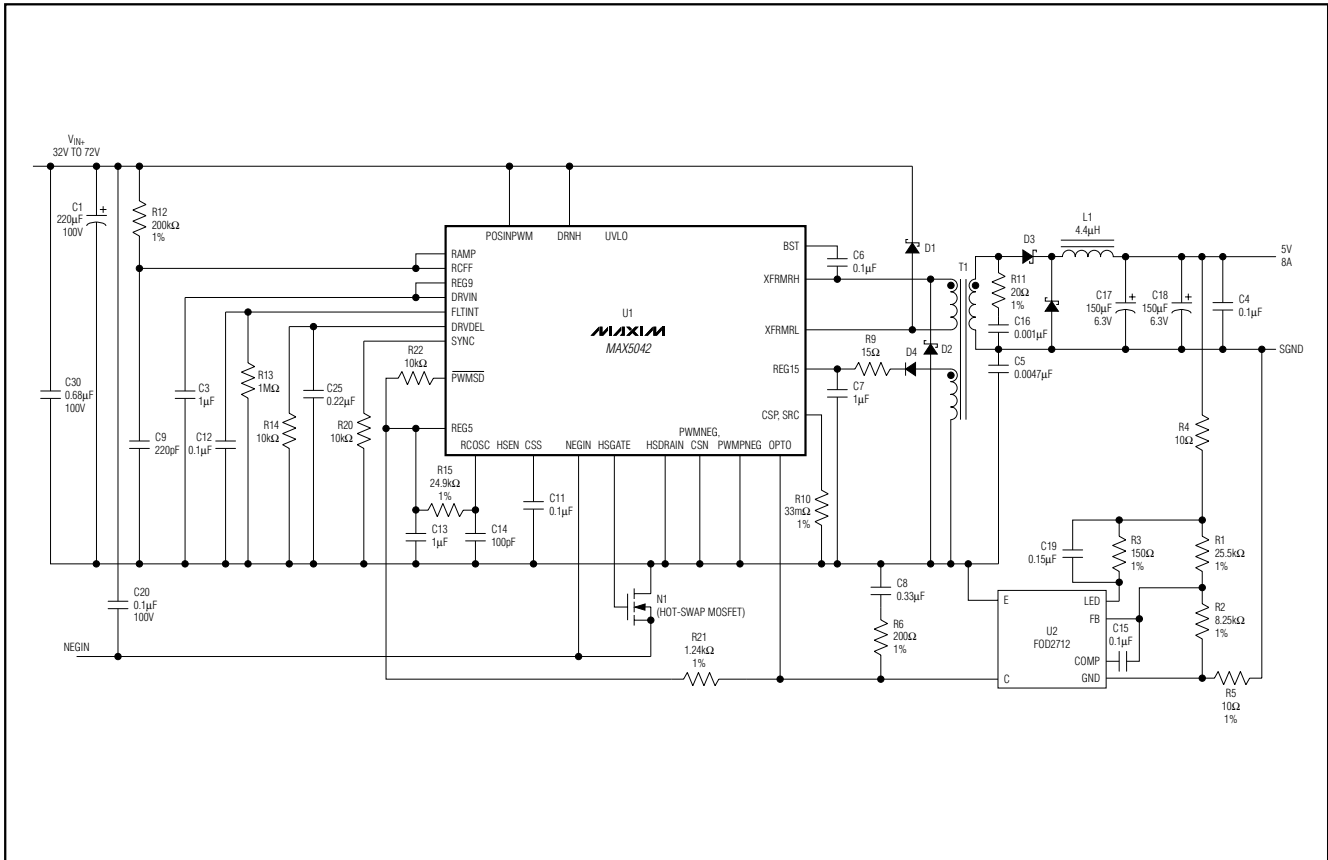 VIN+
32V TO 72V
C1
220µF
100V
R12
200kΩ
1%
C30
0.68µF
100V
C3
1µF
C9
220pF
C12
0.1µF
R13
1MΩ
R14
10kΩ
C25
0.22µF
R20
10kΩ
R22
10kΩ
POSINPWM DRNH UVLO
RAMP
RCFF
REG9
DRVIN
FLTINT
DRVDEL
SYNC
PWMSD
REG5
RCOSC HSEN CSS NEGIN HSGATE HSDRAIN PWMNEG, CSN PWMPNEG OPTO
U1
MAXIM
MAX5042
BST
XFRMRH
XFRMRL
REG15
CSP, SRC
C6
0.1µF
D1
T1
D2
R9
15Ω
D4
C7
1µF
R10
33mΩ
1%
D3
L1
4.4µH
R11
20Ω
1%
C16
0.001µF
C5
0.0047µF
C17
150µF
6.3V
C18
150µF
6.3V
C4
0.1µF
5V
8A
SGND
R15
24.9kΩ
1%
C13
1µF
C14
100pF
C11
0.1µF
C20
0.1µF
100V
NEGIN
N1
(HOT-SWAP MOSFET)
R21
1.24kΩ
1%
C8
0.33µF
R6
200Ω
1%
R4
10Ω
C19
0.15µF
R3
150Ω
1%
R1
25.5kΩ
1%
R2
8.25kΩ
1%
E
C
LED
FB
COMP
GND
U2
FOD2712
C15
0.1µF
R5
10Ω
1%